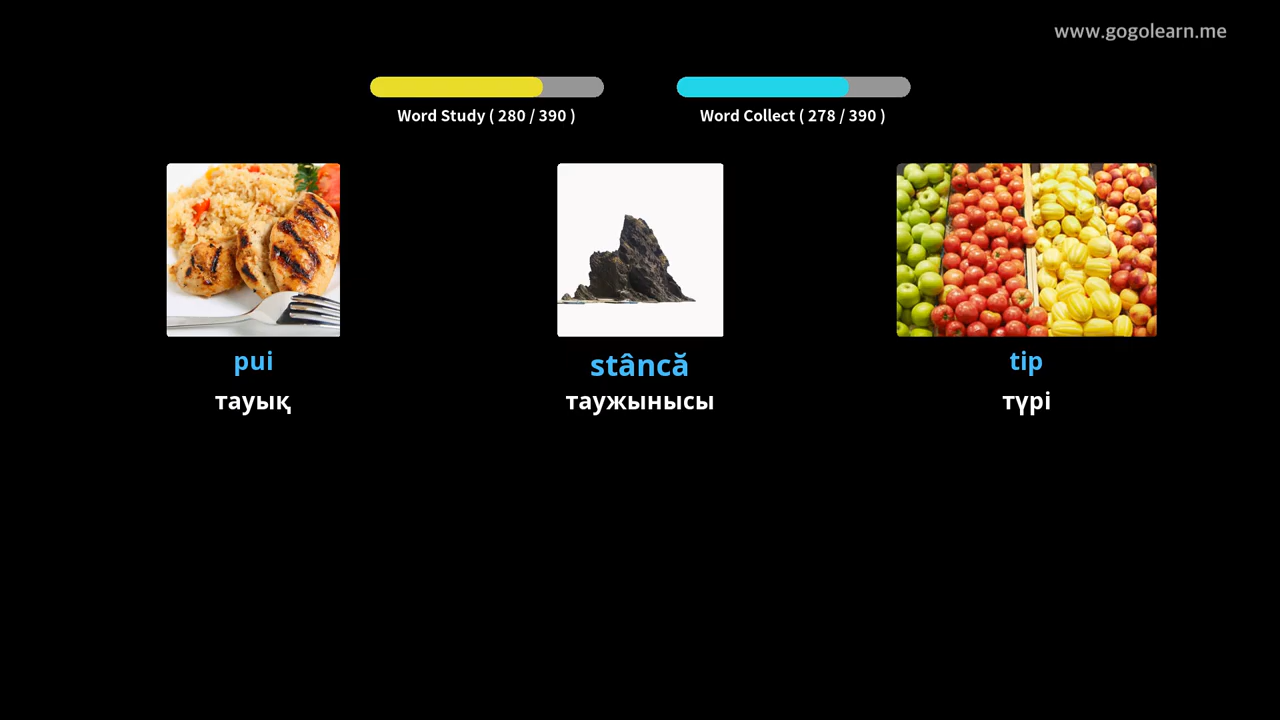 www.gogolearn.me
Word Study ( 280 / 390 )
Word Collect ( 278 / 390 )
pui
тауық
stâncă
таужынысы
tip
түрі